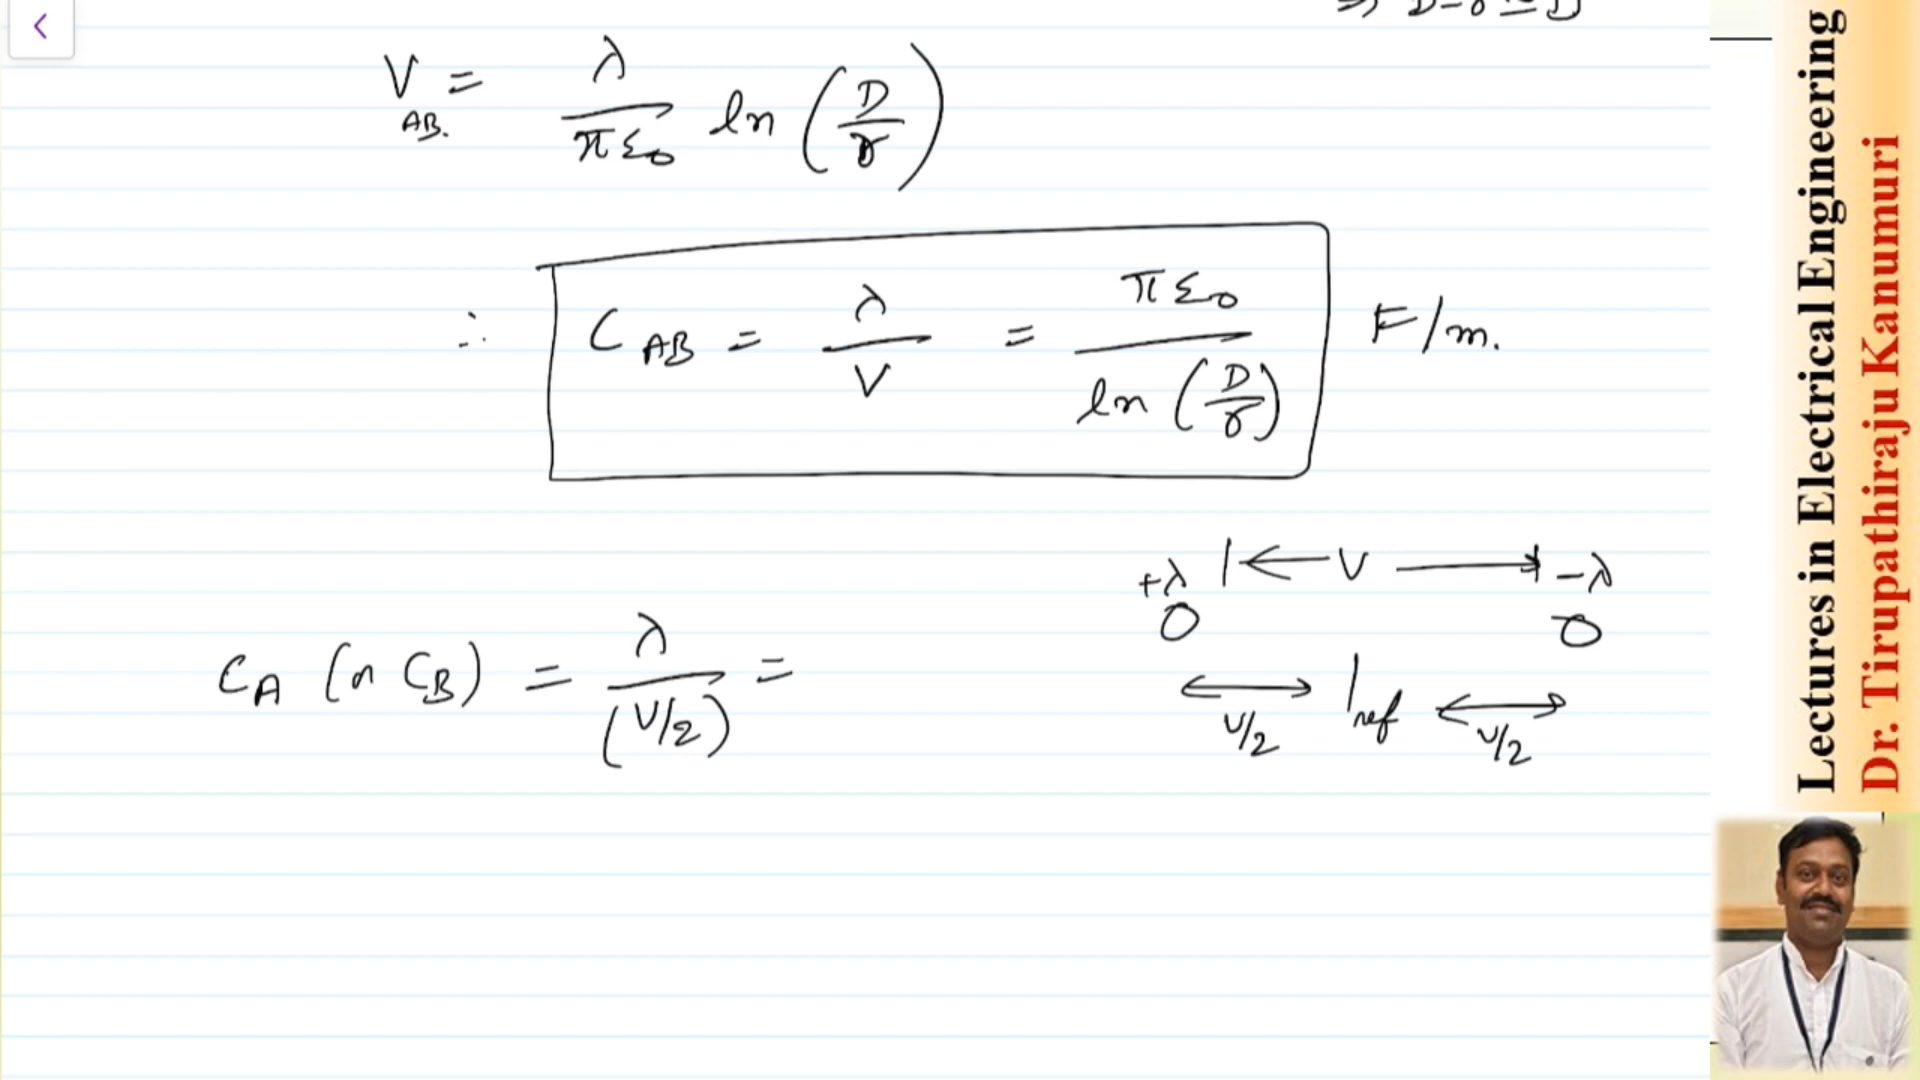 ⇒ D-r ≃ D
V_AB. = λ/(πε₀) ln (D/r)
∴ C_AB = λ/V = πε₀/ln (D/r) F/m.
+λ |← V → -λ
C_A (or C_B) = λ/(V/2) =
↔ V/2 | ref ↔ V/2
Lectures in Electrical Engineering
Dr. Tirupathiraju Kanumuri